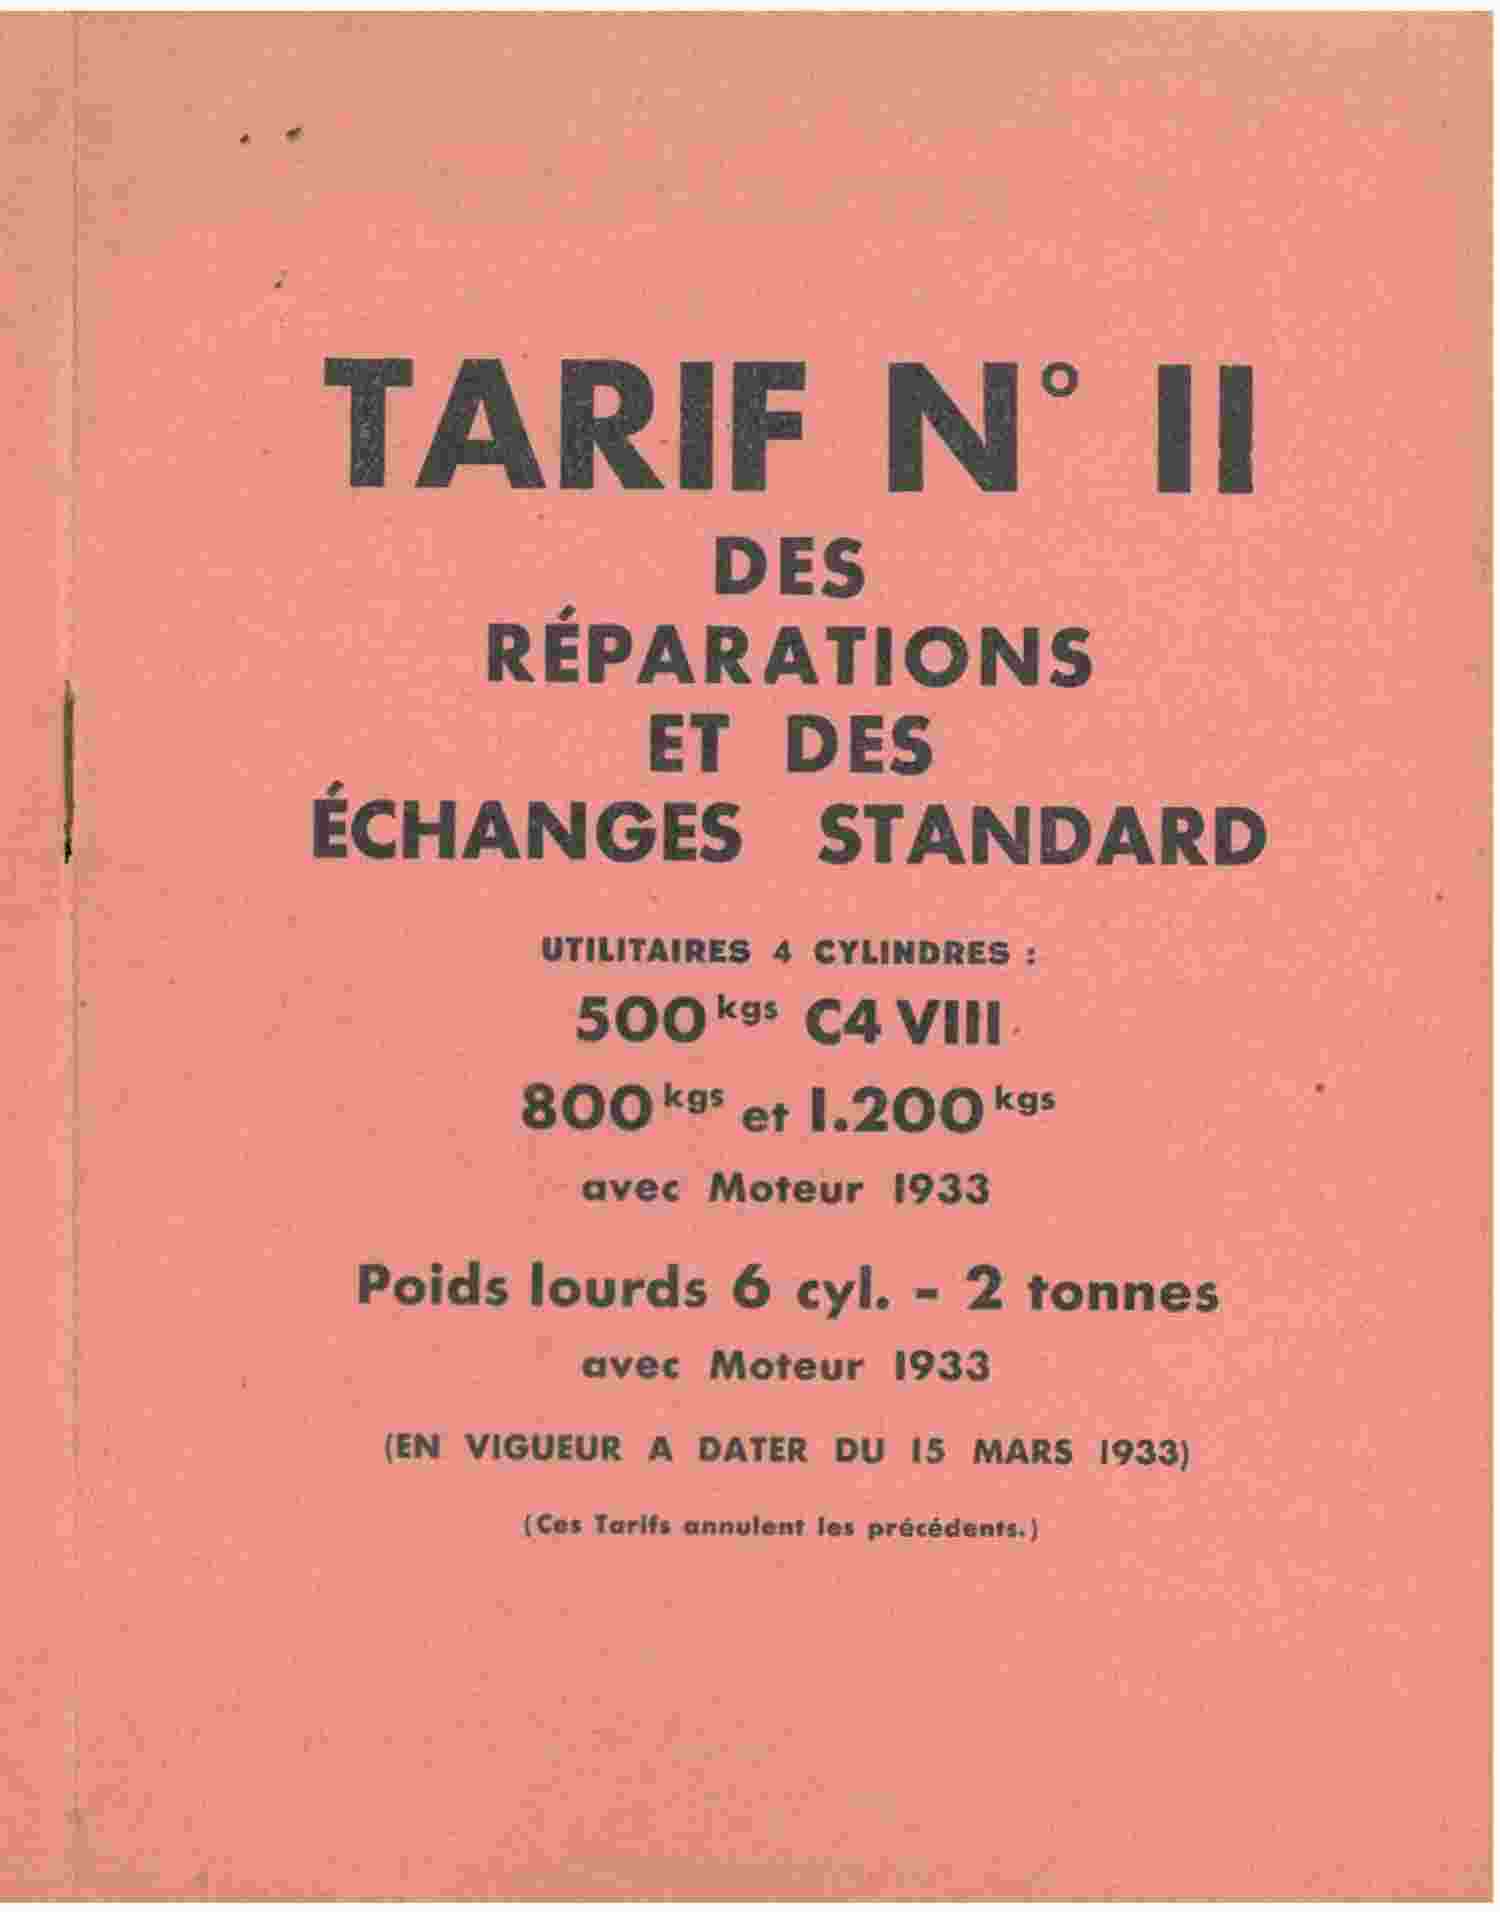 TARIF N° 11
DES
RÉPARATIONS
ET DES
ÉCHANGES STANDARD
UTILITAIRES 4 CYLINDRES :
500 kgs C4 VIII
800 kgs et 1.200 kgs
avec Moteur 1933
Poids lourds 6 cyl. - 2 tonnes
avec Moteur 1933
(EN VIGUEUR A DATER DU 15 MARS 1933)
(Ces Tarifs annulent les précédents.)